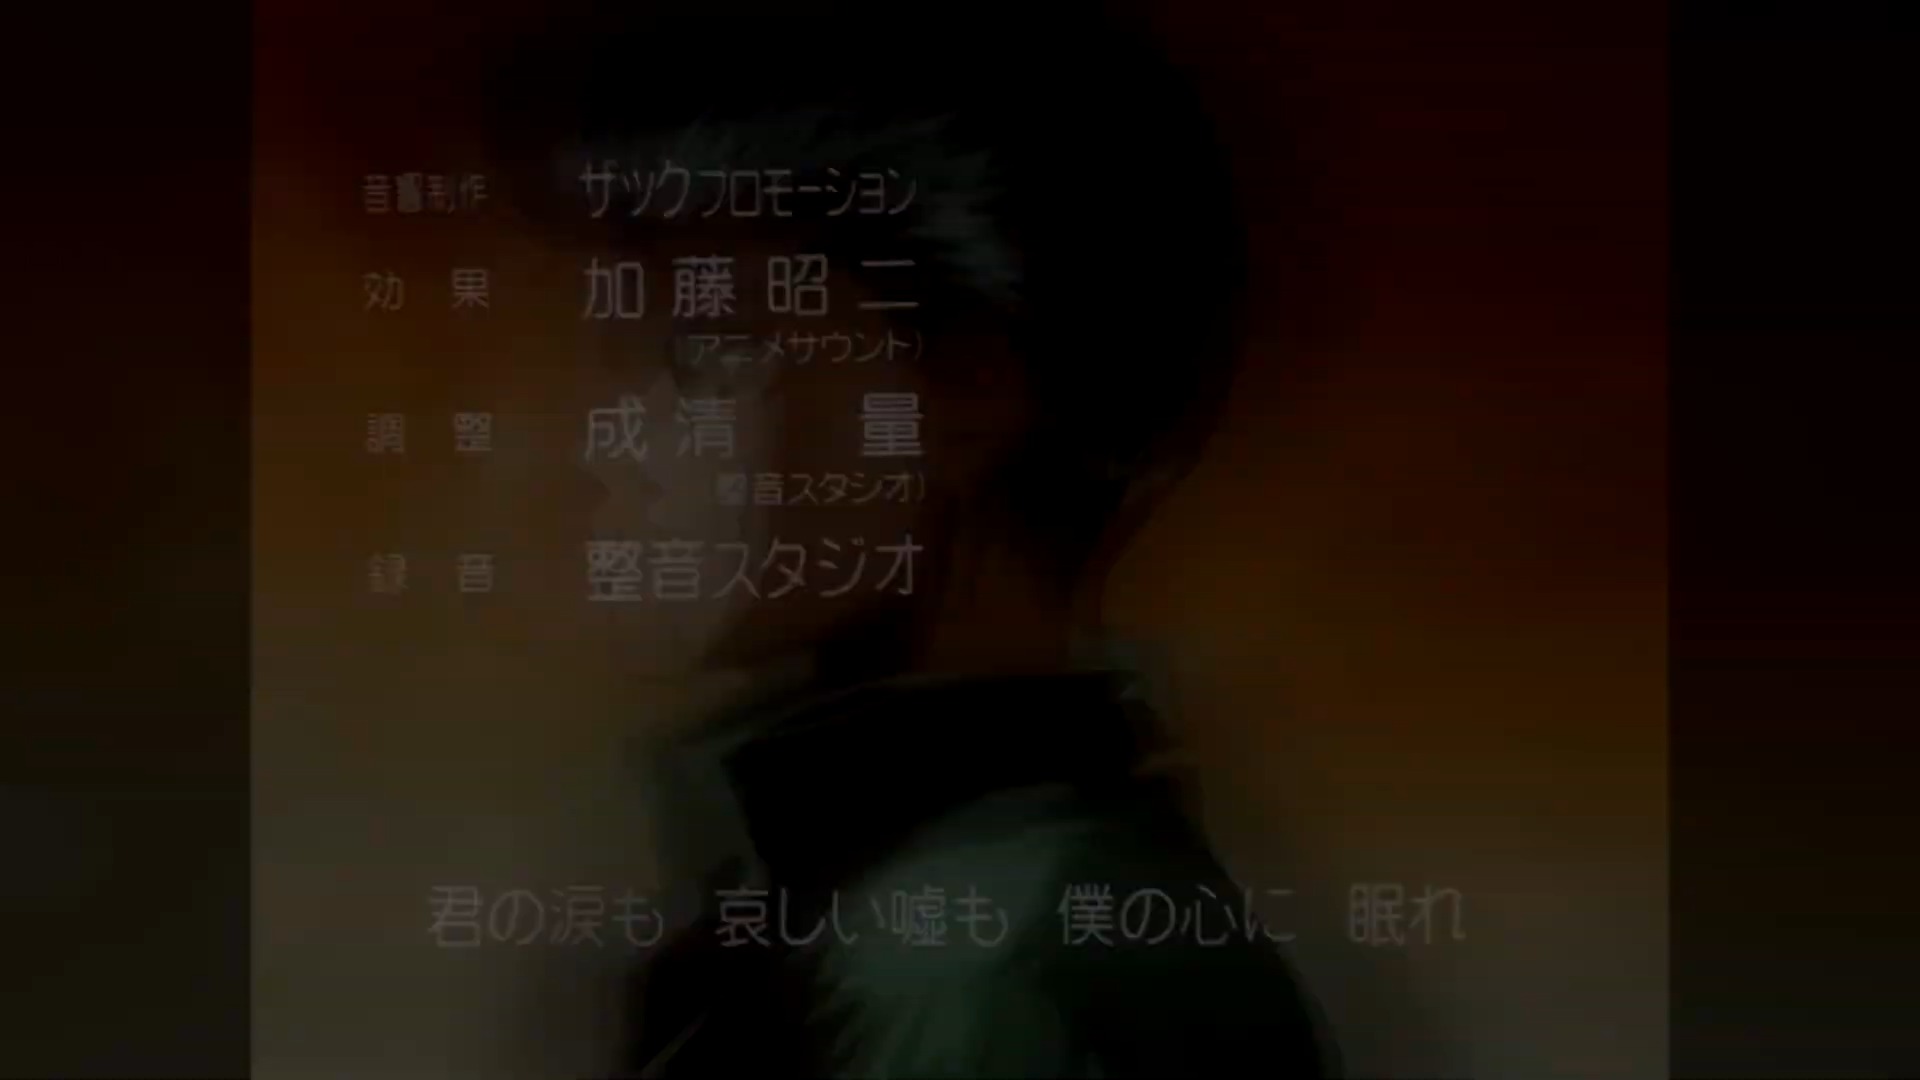 音響制作 ザックプロモーション
効果 加藤昭二
(アニメサウンド)
調整 成清 量
(整音スタジオ)
録音 整音スタジオ
君の涙も 哀しい嘘も 僕の心に 眠れ